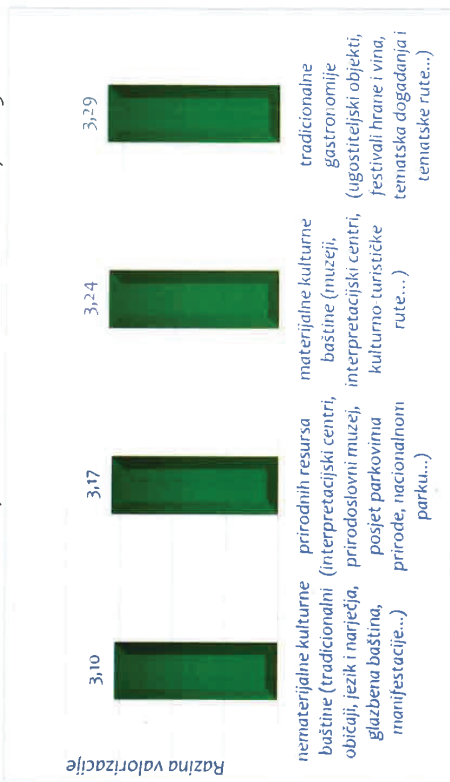 Razina valorizacije
3,10
3,17
3,24
3,29
nematerijalne kulturne
baštine (tradicionalni
običaji, jezik i narječja,
glazbena baština,
manifestacije...)
prirodnih resursa
(interpretacijski centri,
prirodoslovni muzej,
posjet parkovima
prirode, nacionalnom
parku...)
materijalne kulturne
baštine (muzeji,
interpretacijski centri,
kulturno-turističke
rute...)
tradicionalne
gastronomije
(ugostiteljski objekti,
festivali hrane i vina,
tematska događanja i
tematske rute...)